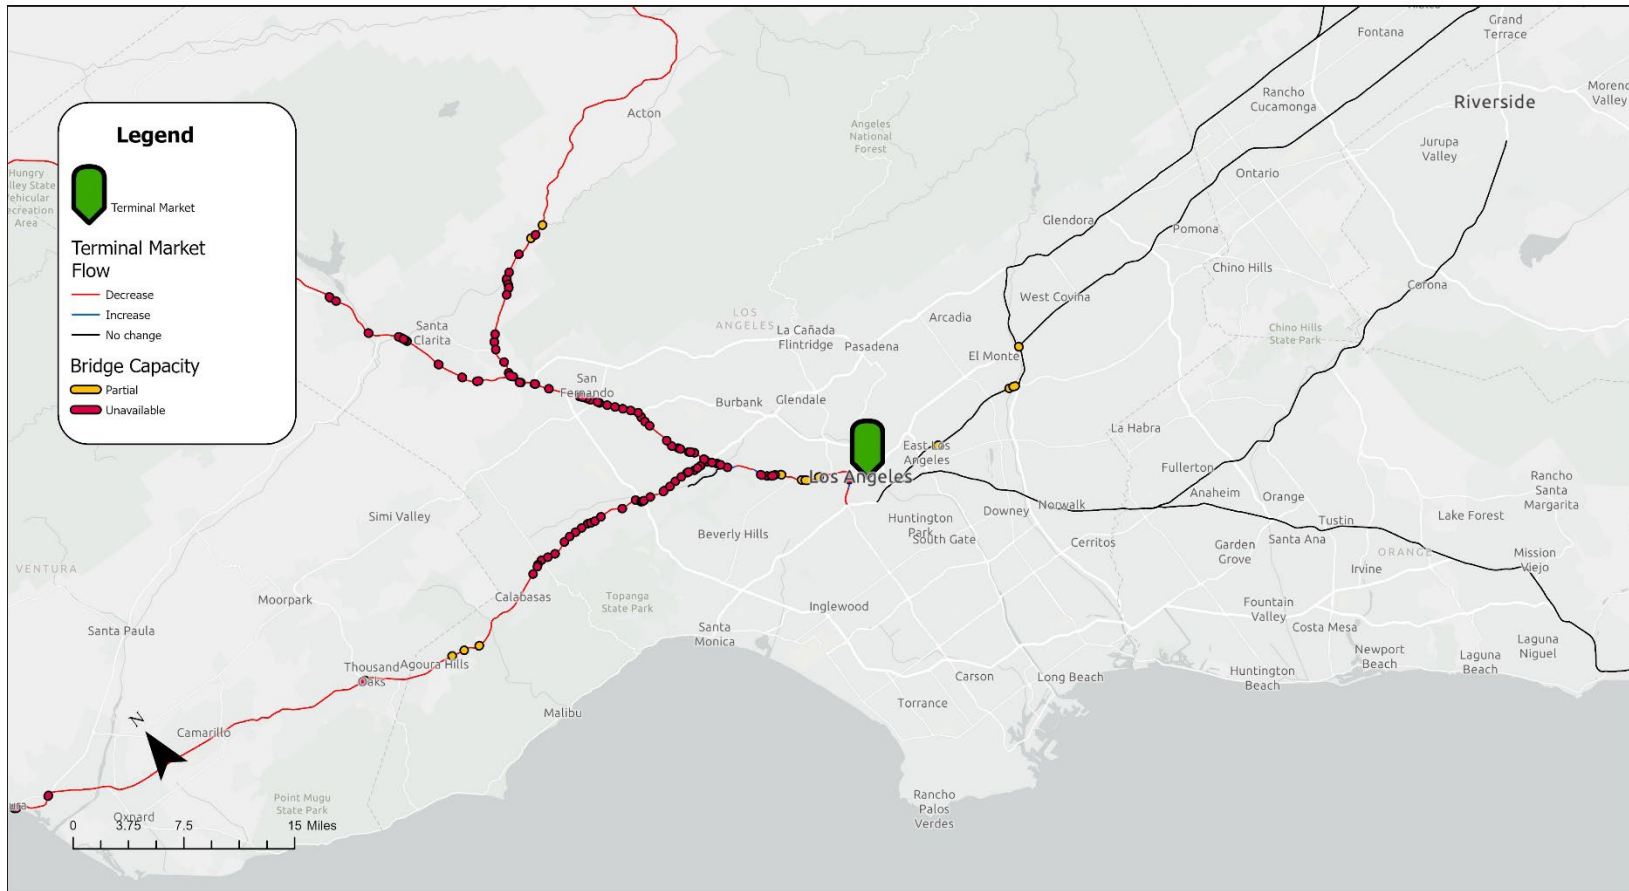 Legend
Terminal Market
Terminal Market
Flow
Decrease
Increase
No change
Bridge Capacity
Partial
Unavailable
Hungry
Valley State
Vehicular
Recreation
Area
Acton
Angeles
National
Forest
Fontana
Grand
Terrace
Rancho
Cucamonga
Riverside
Moreno
Valley
Jurupa
Valley
Ontario
Glendora
Pomona
Chino Hills
Corona
Chino Hills
State Park
West Covina
Arcadia
El Monte
LOS
ANGELES
La Cañada
Flintridge
Pasadena
Santa
Clarita
San
Fernando
Burbank
Glendale
East Los
Angeles
Los Angeles
La Habra
Fullerton
Anaheim
Orange
Rancho
Santa
Margarita
Lake Forest
Tustin
Santa Ana
ORANGE
Irvine
Mission
Viejo
Garden
Grove
Norwalk
Downey
Cerritos
Huntington
Park
South Gate
Beverly Hills
Simi Valley
VENTURA
Moorpark
Calabasas
Topanga
State Park
Inglewood
Santa
Monica
Santa Paula
Thousand
Oaks
Agoura Hills
Malibu
Camarillo
Carson
Long Beach
Torrance
Fountain
Valley
Costa Mesa
Newport
Beach
Huntington
Beach
Laguna
Beach
Laguna
Niguel
Rancho
Palos
Verdes
Point Mugu
State Park
Oxnard
N
0 3.75 7.5 15 Miles